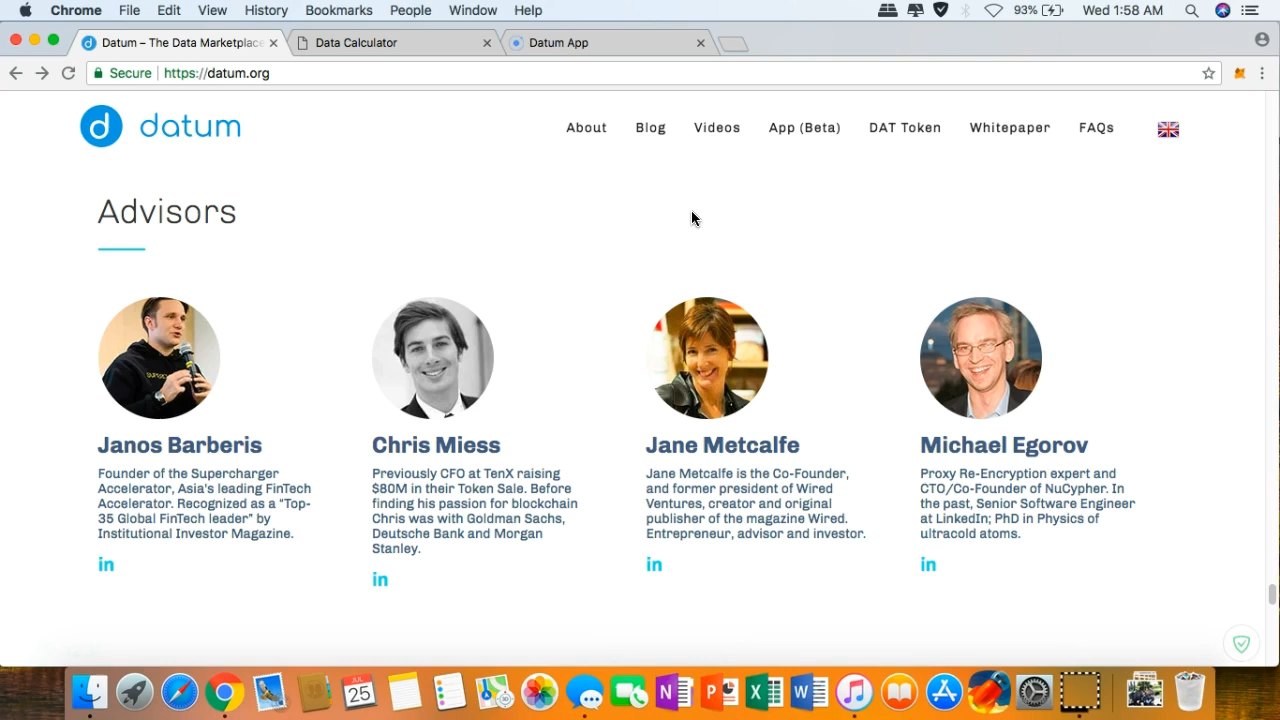 Chrome File Edit View History Bookmarks People Window Help 93% Wed 1:58 AM
Datum – The Data Marketplace Data Calculator Datum App
Secure https://datum.org
d datum About Blog Videos App (Beta) DAT Token Whitepaper FAQs
Advisors
Janos Barberis
Founder of the Supercharger
Accelerator, Asia's leading FinTech
Accelerator. Recognized as a "Top-
35 Global FinTech leader" by
Institutional Investor Magazine.
in
Chris Miess
Previously CFO at TenX raising
$80M in their Token Sale. Before
finding his passion for blockchain
Chris was with Goldman Sachs,
Deutsche Bank and Morgan
Stanley.
in
Jane Metcalfe
Jane Metcalfe is the Co-Founder,
and former president of Wired
Ventures, creator and original
publisher of the magazine Wired.
Entrepreneur, advisor and investor.
in
Michael Egorov
Proxy Re-Encryption expert and
CTO/Co-Founder of NuCypher. In
the past, Senior Software Engineer
at LinkedIn; PhD in Physics of
ultracold atoms.
in
JUL
25
N P X W